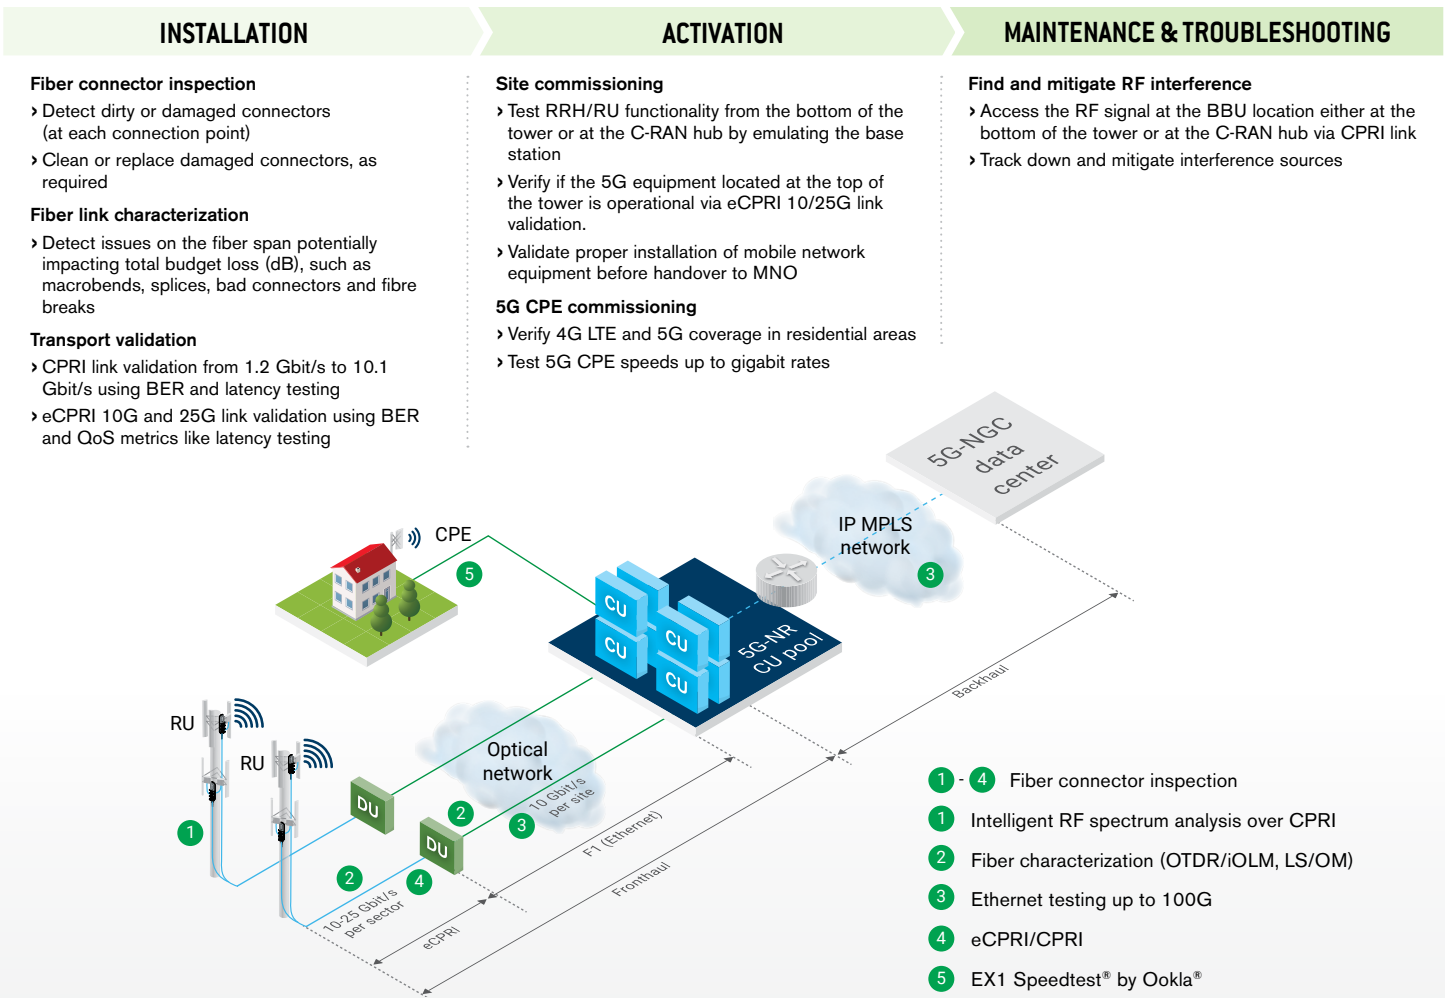 INSTALLATION
ACTIVATION
MAINTENANCE & TROUBLESHOOTING
Fiber connector inspection
› Detect dirty or damaged connectors
(at each connection point)
› Clean or replace damaged connectors, as
required
Fiber link characterization
› Detect issues on the fiber span potentially
impacting total budget loss (dB), such as
macrobends, splices, bad connectors and fibre
breaks
Transport validation
› CPRI link validation from 1.2 Gbit/s to 10.1
Gbit/s using BER and latency testing
› eCPRI 10G and 25G link validation using BER
and QoS metrics like latency testing
Site commissioning
› Test RRH/RU functionality from the bottom of the
tower or at the C-RAN hub by emulating the base
station
› Verify if the 5G equipment located at the top of
the tower is operational via eCPRI 10/25G link
validation.
› Validate proper installation of mobile network
equipment before handover to MNO
5G CPE commissioning
› Verify 4G LTE and 5G coverage in residential areas
› Test 5G CPE speeds up to gigabit rates
Find and mitigate RF interference
› Access the RF signal at the BBU location either at the
bottom of the tower or at the C-RAN hub via CPRI link
› Track down and mitigate interference sources
5G-NGC
data
center
IP MPLS
network
3
CPE
5
CU
CU
CU
CU
5G-NR
CU pool
Backhaul
RU
RU
1
Optical
network
10 Gbit/s
per site
DU
DU
2
3
2
4
10-25 Gbit/s
per sector
F1 (Ethernet)
Fronthaul
eCPRI
1 - 4 Fiber connector inspection
1 Intelligent RF spectrum analysis over CPRI
2 Fiber characterization (OTDR/iOLM, LS/OM)
3 Ethernet testing up to 100G
4 eCPRI/CPRI
5 EX1 Speedtest® by Ookla®